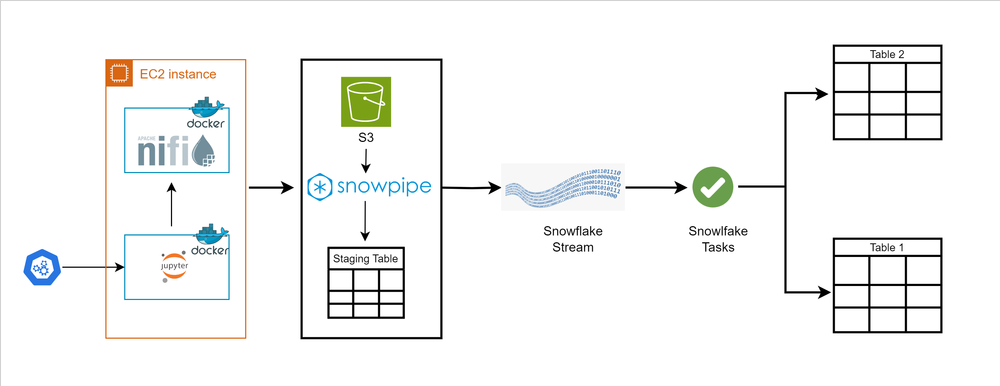 EC2 instance
docker
APACHE
nifi
docker
jupyter
S3
snowpipe
Staging Table
Snowflake
Stream
Snowlfake
Tasks
Table 2
Table 1